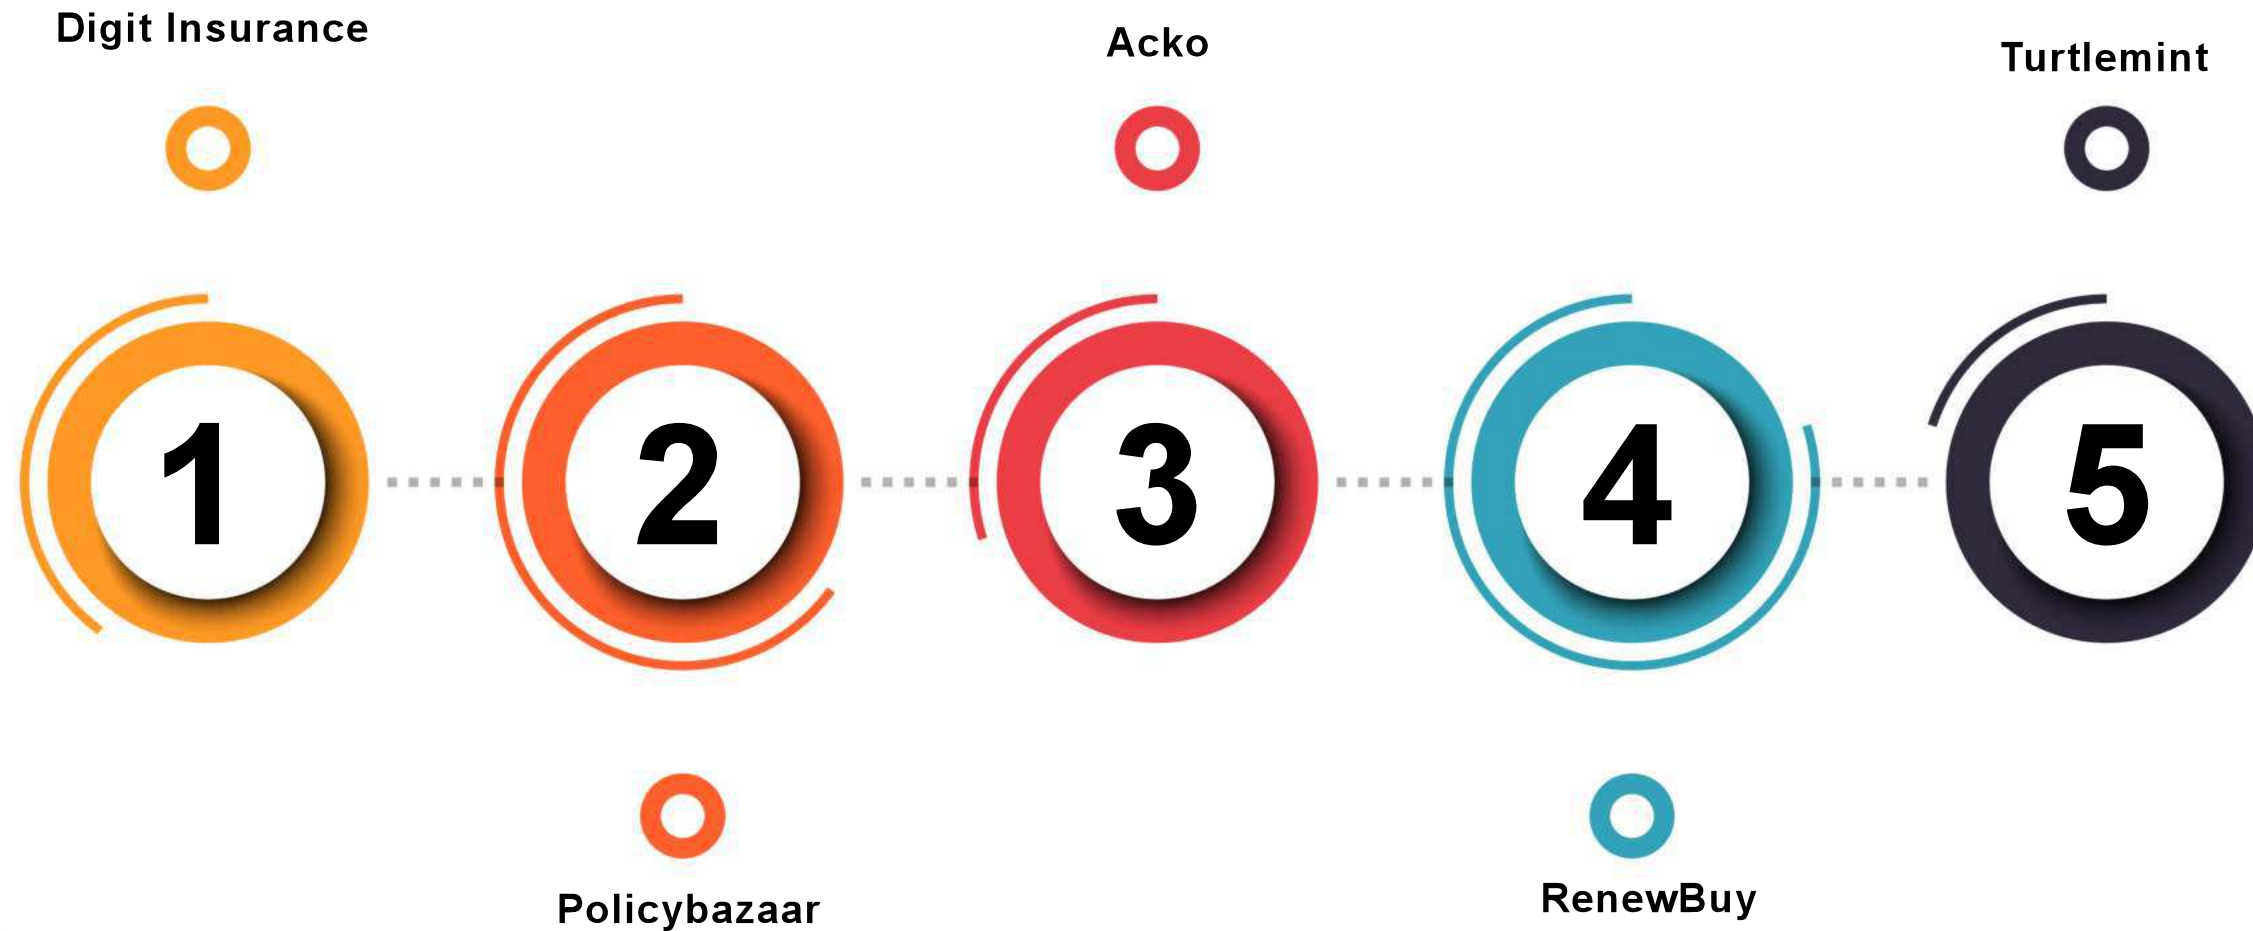 Digit Insurance
Acko
Turtlemint
1
2
3
4
5
Policybazaar
RenewBuy